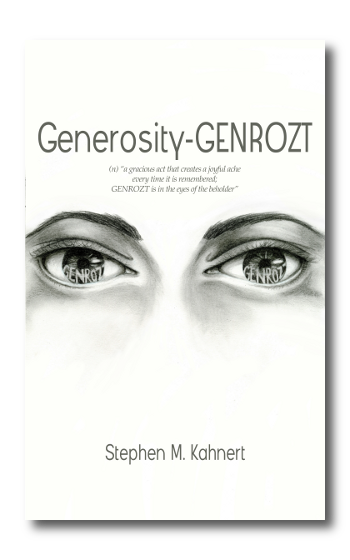 Generosity-GENROZT
(n) "a gracious act that creates a joyful ache
every time it is remembered;
GENROZT is in the eyes of the beholder"
GENROZT GENROZT
Stephen M. Kahnert